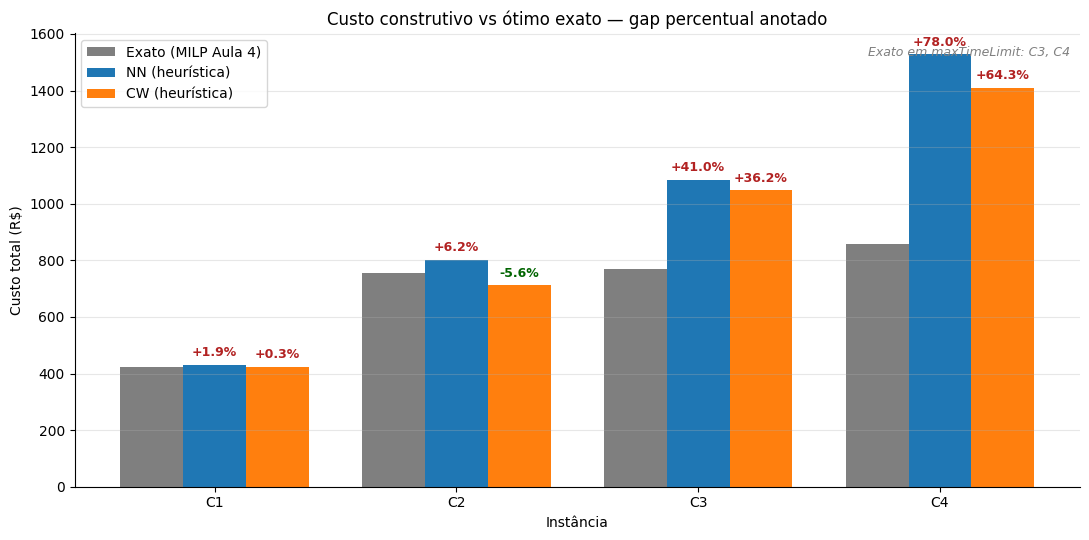 Custo construtivo vs ótimo exato — gap percentual anotado
Custo total (R$)
1600
1400
1200
1000
800
600
400
200
0
Exato (MILP Aula 4)
NN (heurística)
CW (heurística)
Exato em maxTimeLimit: C3, C4
+1.9%
+0.3%
+6.2%
-5.6%
+41.0%
+36.2%
+78.0%
+64.3%
C1
C2
C3
C4
Instância